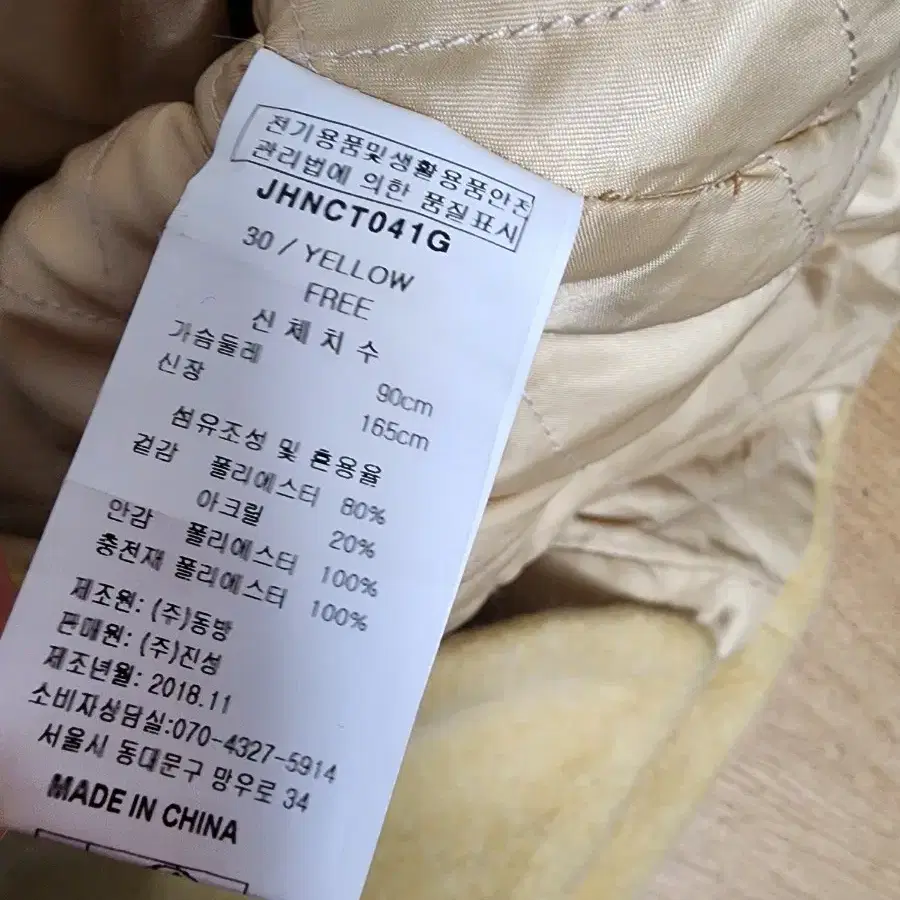 전기용품및생활용품안전
관리법에 의한 품질표시
JHNCT041G
30 / YELLOW
FREE
신 체 치 수
가슴둘레 90cm
신장 165cm
섬유조성 및 혼용율
겉감 폴리에스터 80%
아크릴 20%
안감 폴리에스터 100%
충전재 폴리에스터 100%
제조원: (주)동방
판매원: (주)진성
제조년월: 2018.11
소비자상담실:070-4327-5914
서울시 동대문구 망우로 34
MADE IN CHINA